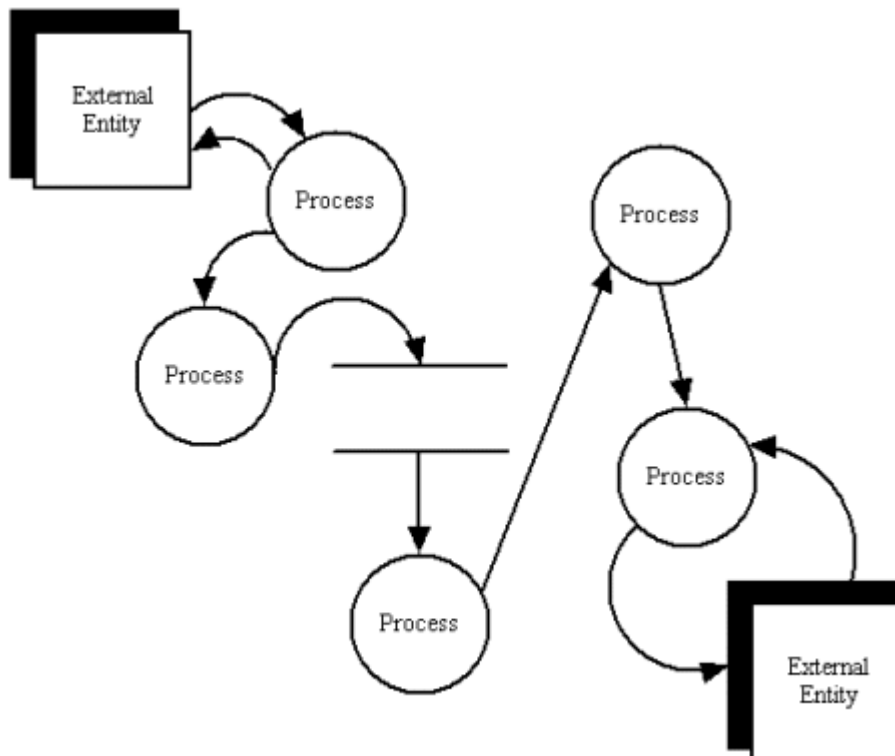 External
Entity
Process
Process
Process
Process
Process
External
Entity